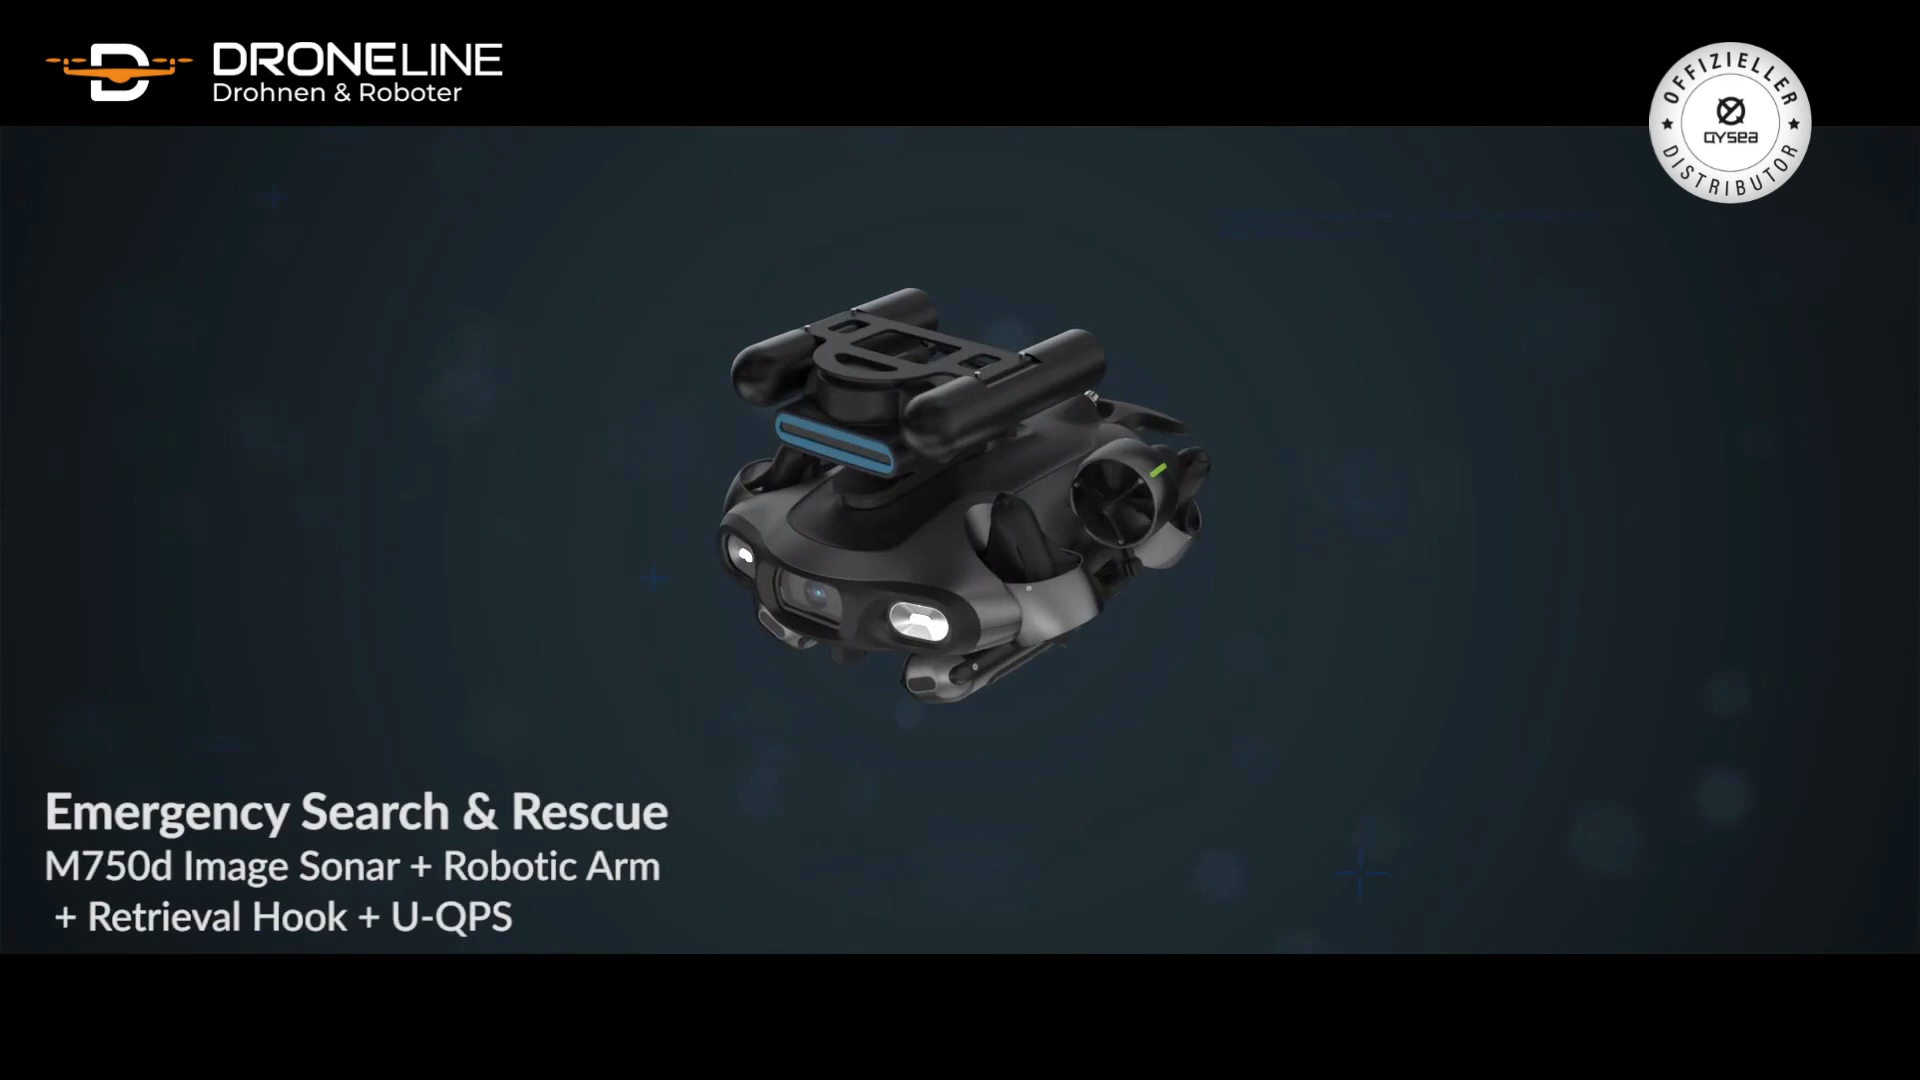 DRONELINE
Drohnen & Roboter
OFFIZIELLER
QYSEA
DISTRIBUTOR
Emergency Search & Rescue
M750d Image Sonar + Robotic Arm
+ Retrieval Hook + U-QPS